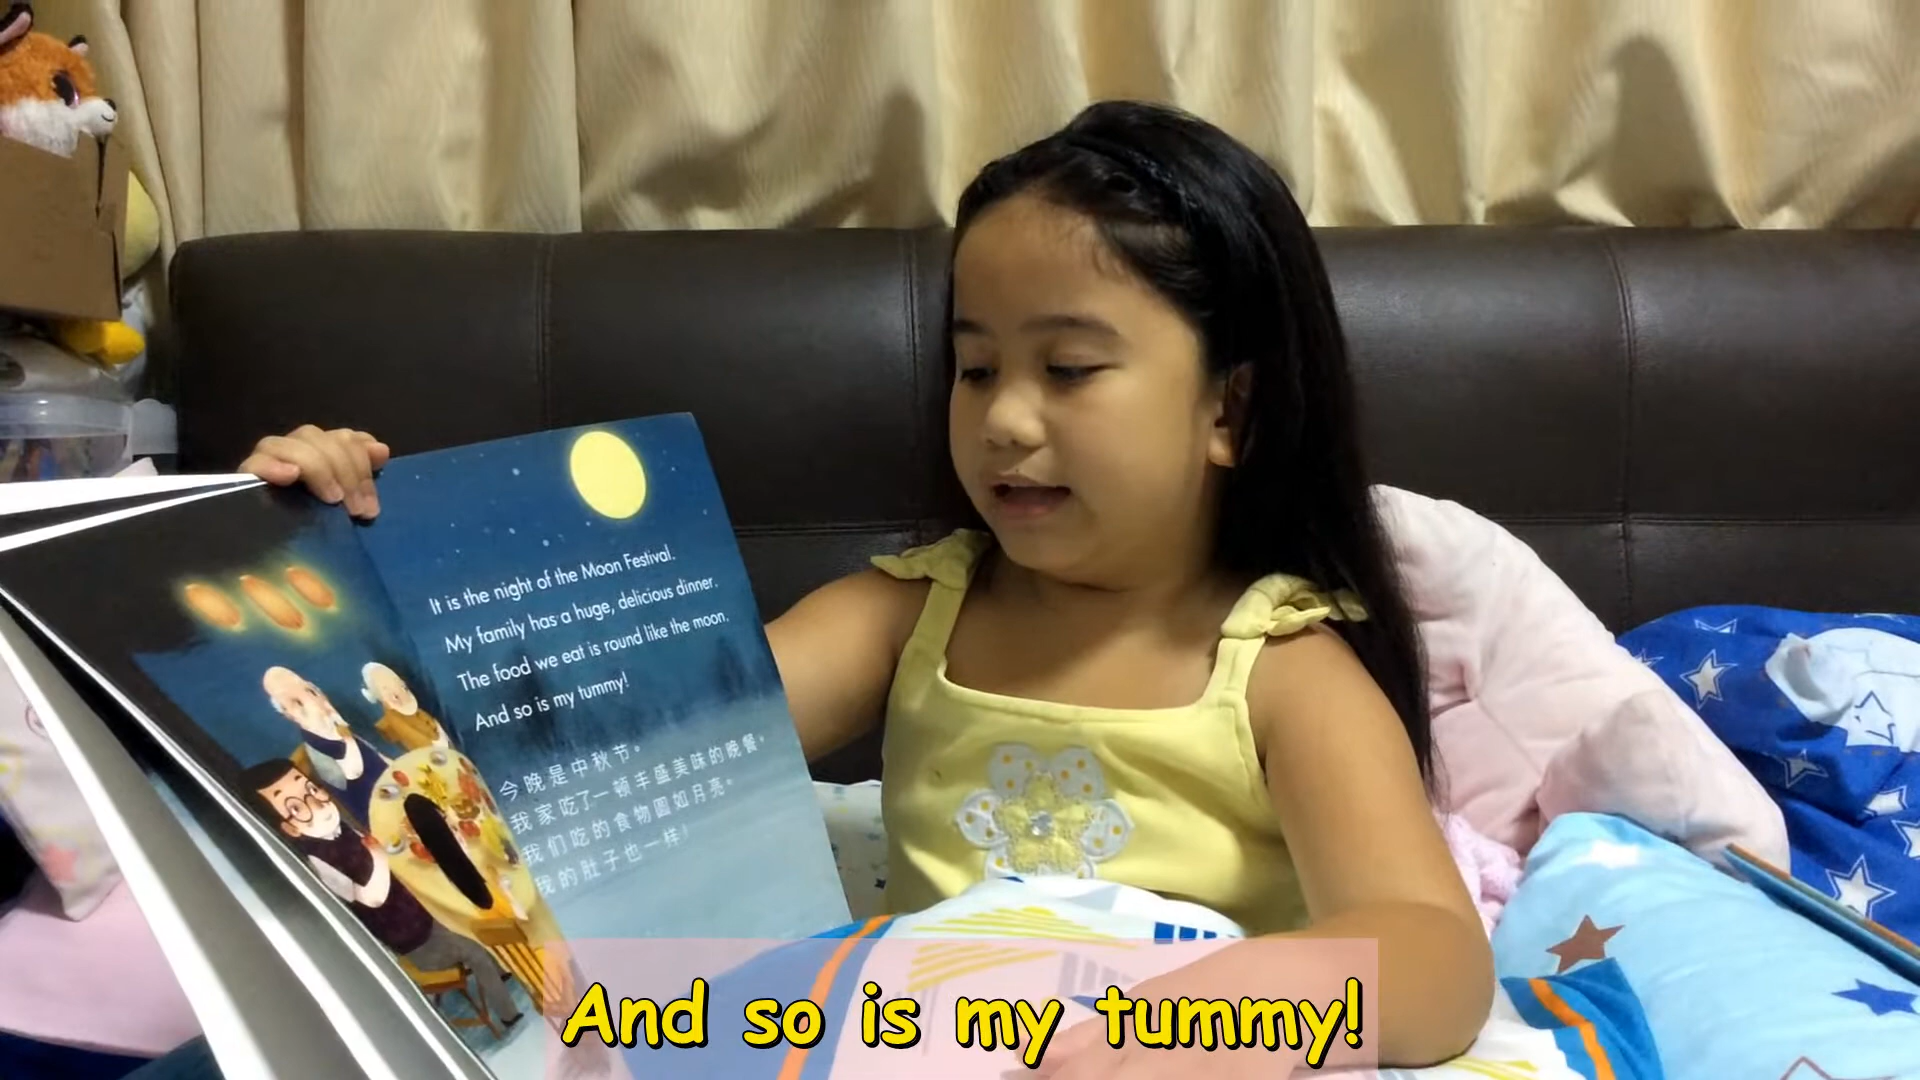 It is the night of the Moon Festival.
My family has a huge, delicious dinner.
The food we eat is round like the moon.
And so is my tummy!
今晚是中秋节。
我家吃了一顿丰盛美味的晚餐。
我们吃的食物圆如月亮。
我的肚子也一样!
And so is my tummy!